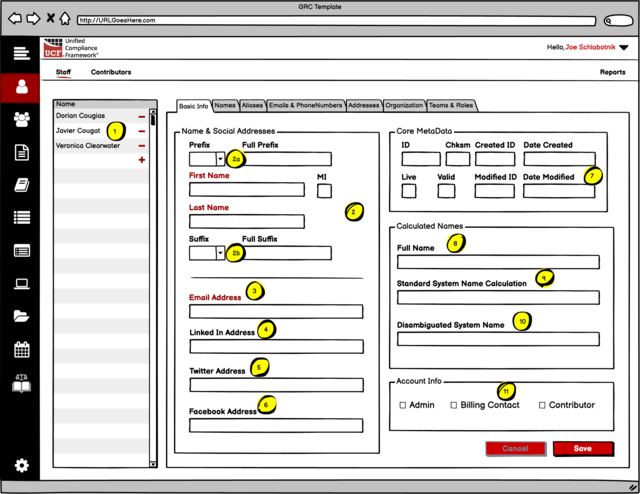 GRC Template
http://URLGoesHere.com
UCF Unified Compliance Framework®
Hello, Joe Schlabotnik
Staff Contributors Reports
Name
Dorian Cougias
Javier Cougat 1
Veronica Clearwater
Basic Info Names Aliases Emails & PhoneNumbers Addresses Organization Teams & Roles
Name & Social Addresses
Prefix 2a Full Prefix
First Name MI
Last Name 2
Suffix 2b Full Suffix
Email Address 3
Linked In Address 4
Twitter Address 5
Facebook Address 6
Core MetaData
ID Chksm Created ID Date Created
Live Valid Modified ID Date Modified 7
Calculated Names
Full Name 8
Standard System Name Calculation 9
Disambiguated System Name 10
Account Info
11
Admin Billing Contact Contributor
Cancel Save